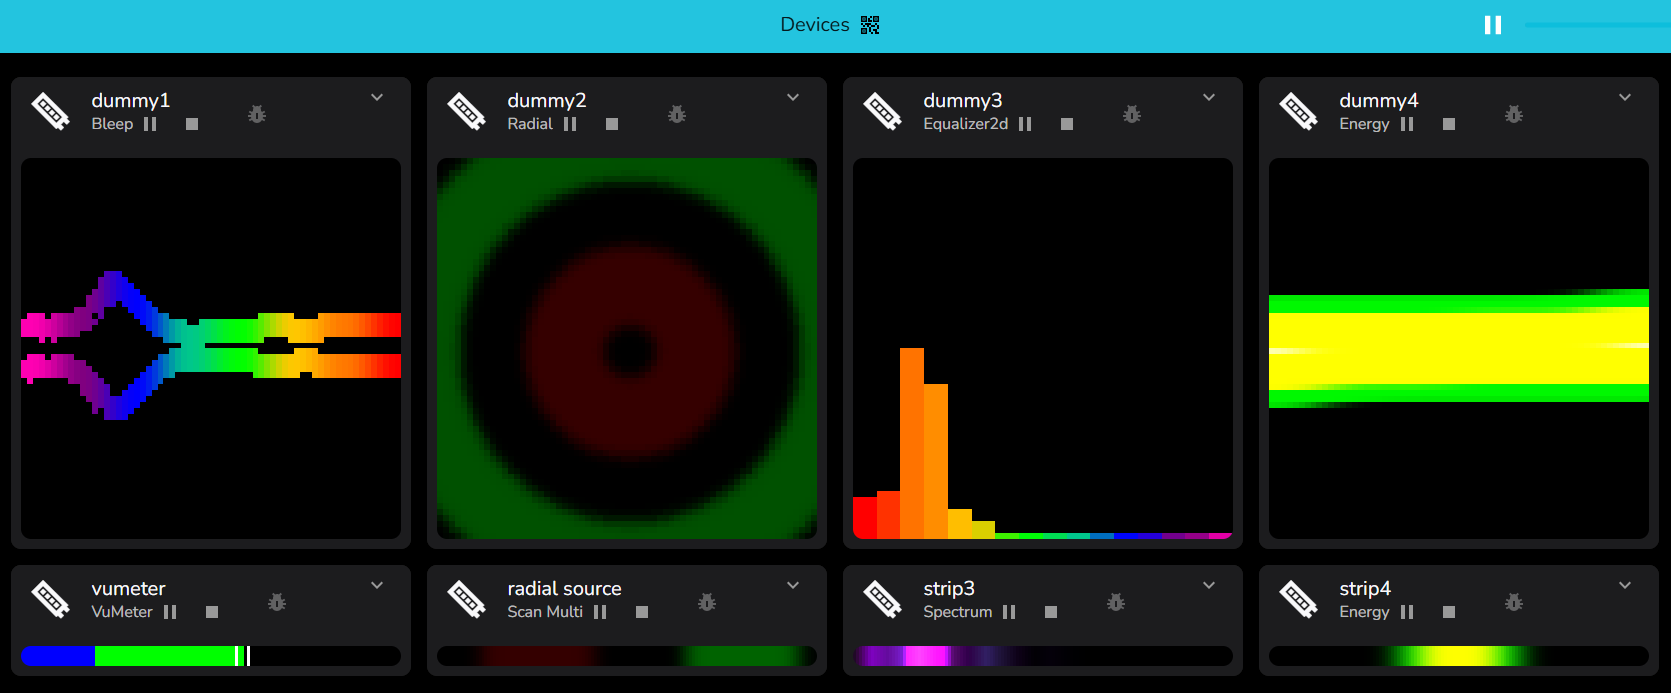 Devices
dummy1
Bleep
dummy2
Radial
dummy3
Equalizer2d
dummy4
Energy
vumeter
VuMeter
radial source
Scan Multi
strip3
Spectrum
strip4
Energy